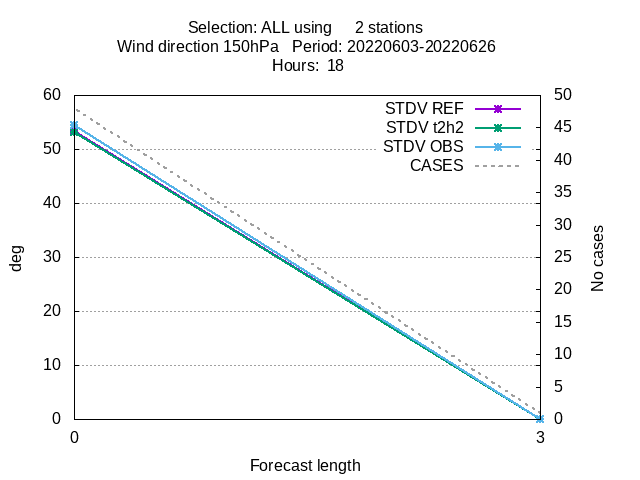 Selection: ALL using     2 stations
Wind direction 150hPa   Period: 20220603-20220626
Hours:  18
STDV REF
STDV t2h2
STDV OBS
CASES
60
50
40
30
20
10
0
deg
50
45
40
35
30
25
20
15
10
5
0
No cases
0
3
Forecast length